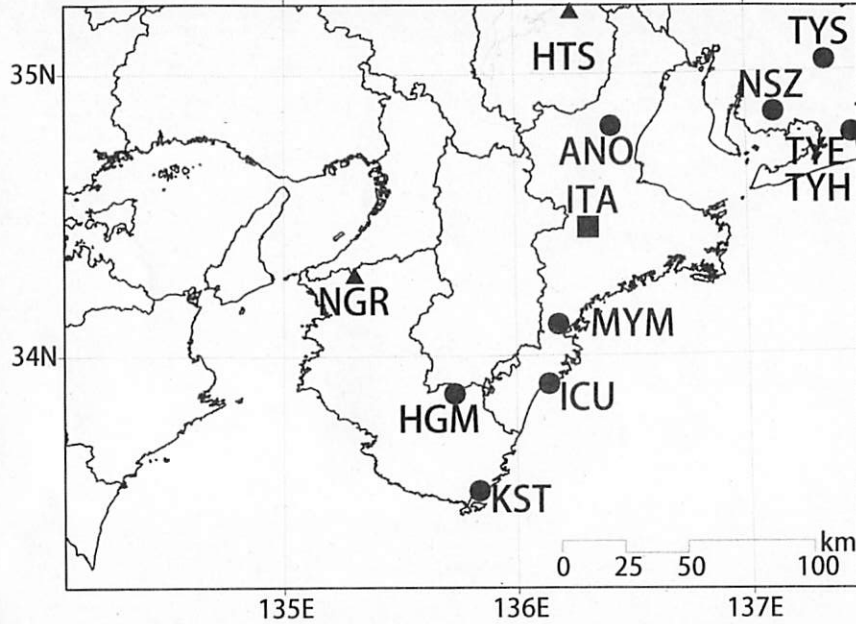 TYS
HTS
35N
NSZ
ANO
TYE
TYH
ITA
NGR
MYM
34N
ICU
HGM
KST
km
0 25 50 100
135E 136E 137E